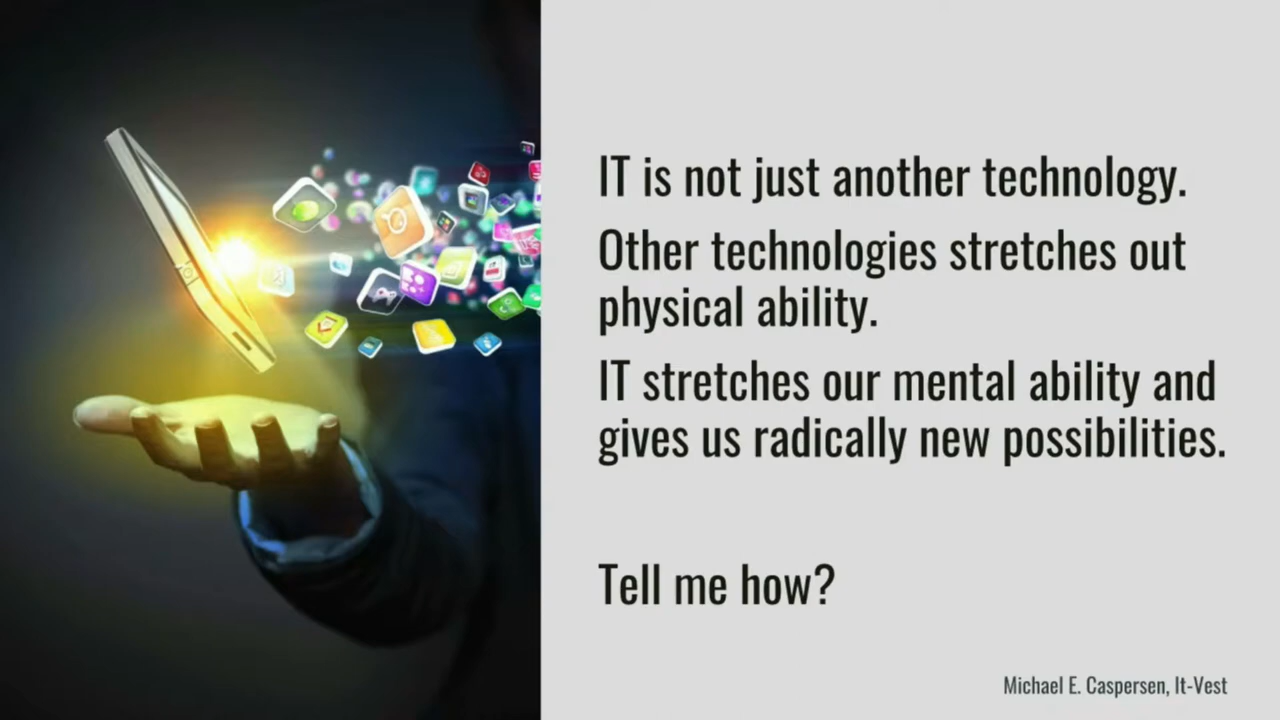 IT is not just another technology.
Other technologies stretches out
physical ability.
IT stretches our mental ability and
gives us radically new possibilities.
Tell me how?
Michael E. Caspersen, It-Vest